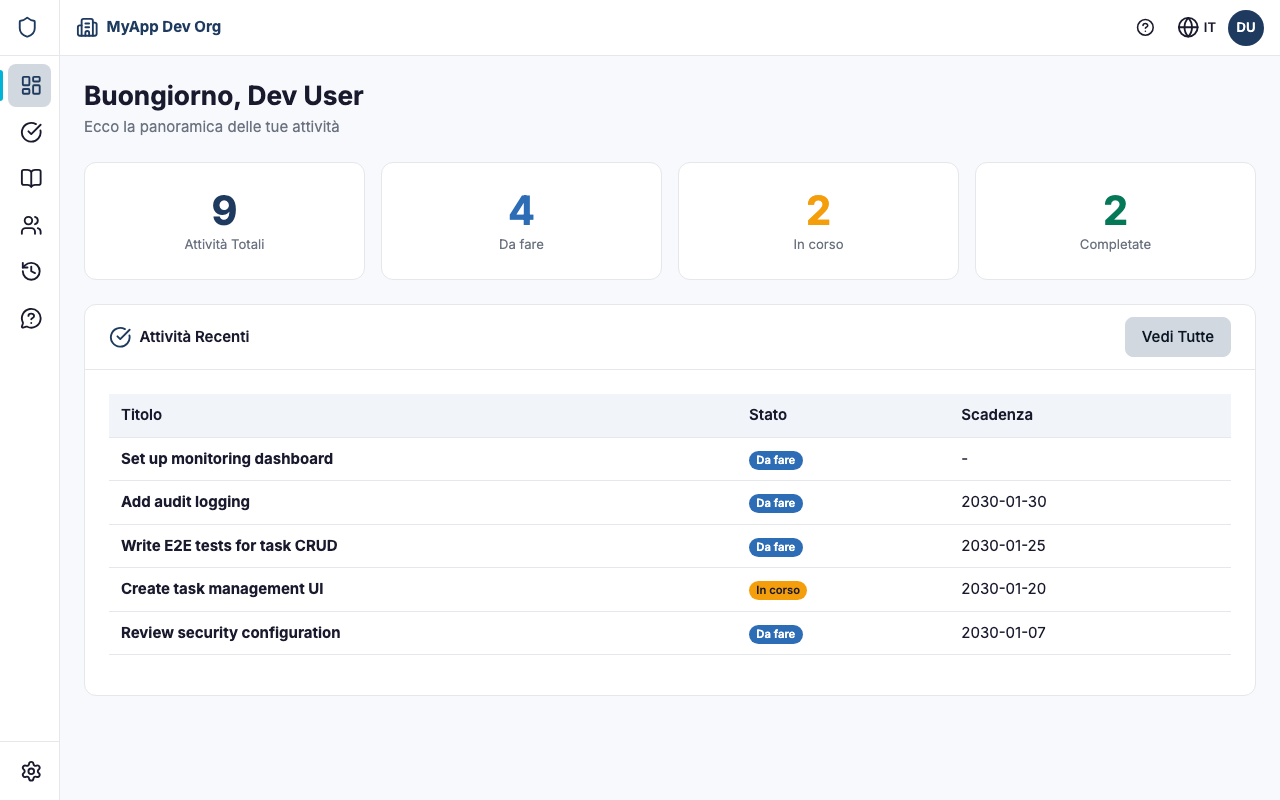 MyApp Dev Org
IT
DU
Buongiorno, Dev User
Ecco la panoramica delle tue attività
9
Attività Totali
4
Da fare
2
In corso
2
Completate
Attività Recenti
Vedi Tutte
Titolo Stato Scadenza
Set up monitoring dashboard Da fare -
Add audit logging Da fare 2030-01-30
Write E2E tests for task CRUD Da fare 2030-01-25
Create task management UI In corso 2030-01-20
Review security configuration Da fare 2030-01-07